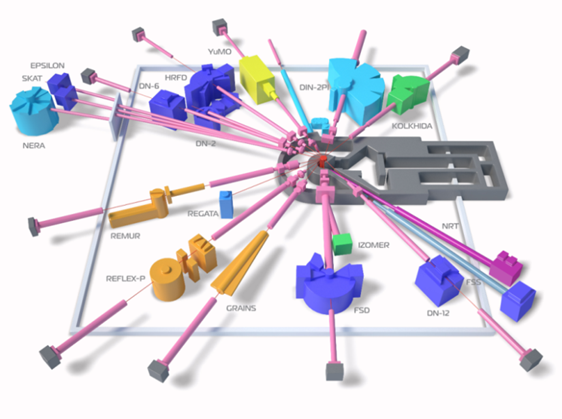 YuMO
EPSILON
SKAT
HRFD
DN-6
DIN-2PI
KOLKHIDA
NERA
DN-2
REGATA
REMUR
NRT
IZOMER
REFLEX-P
GRAINS
FSD
DN-12
FSS